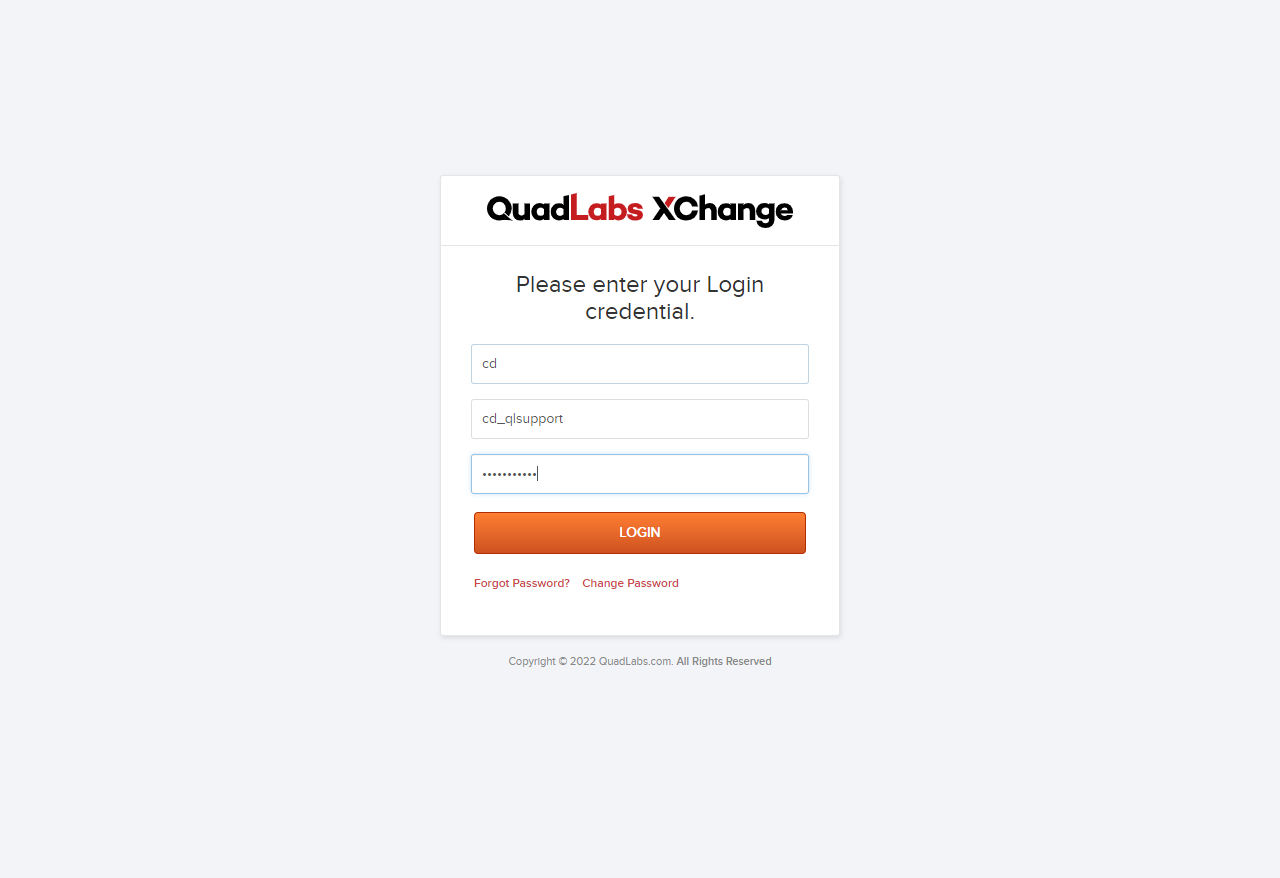 QuadLabs XChange
Please enter your Login
credential.
cd
cd_qlsupport
•••••••••••
LOGIN
Forgot Password? Change Password
Copyright © 2022 QuadLabs.com. All Rights Reserved